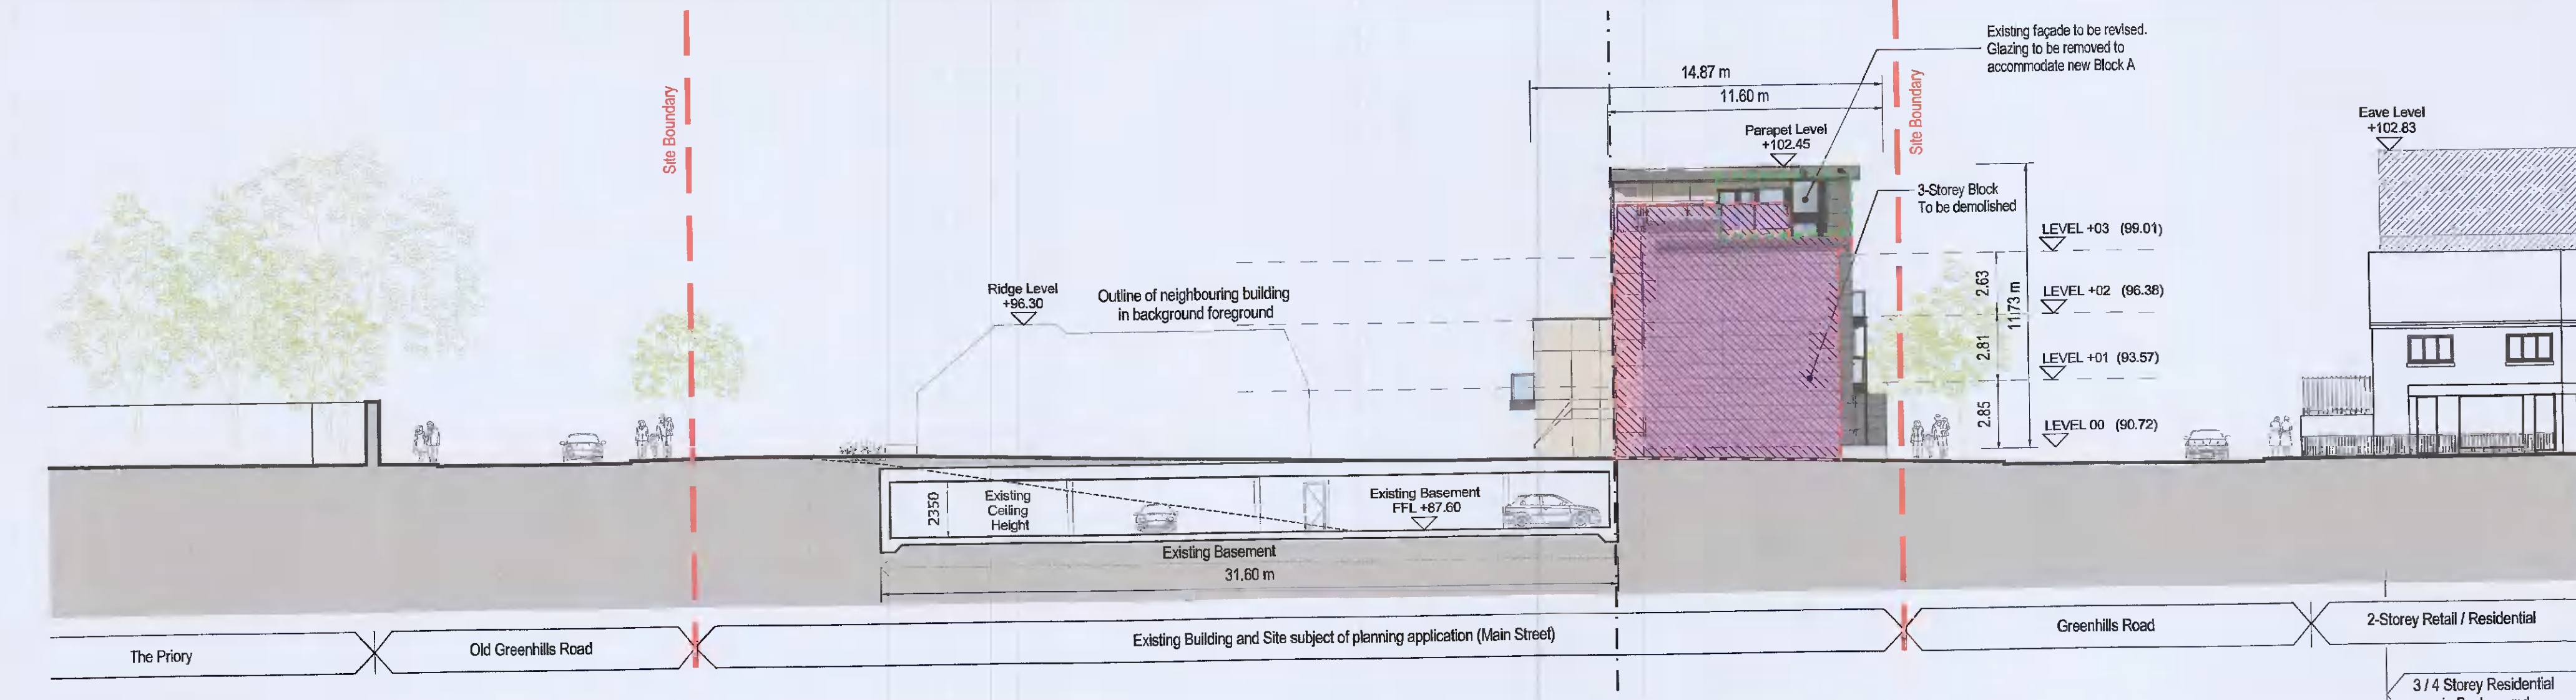 Existing façade to be revised.
Glazing to be removed to
accommodate new Block A
14.87 m
11.60 m
Site Boundary
Site Boundary
Parapet Level
+102.45
Eave Level
+102.83
3-Storey Block
To be demolished
LEVEL +03 (99.01)
Ridge Level
+96.30
Outline of neighbouring building
in background foreground
2.63
11.73 m
LEVEL +02 (96.38)
2.81
LEVEL +01 (93.57)
2.85
LEVEL 00 (90.72)
2350
Existing
Ceiling
Height
Existing Basement
FFL +87.60
Existing Basement
31.60 m
The Priory
Old Greenhills Road
Existing Building and Site subject of planning application (Main Street)
Greenhills Road
2-Storey Retail / Residential
3 / 4 Storey Residential